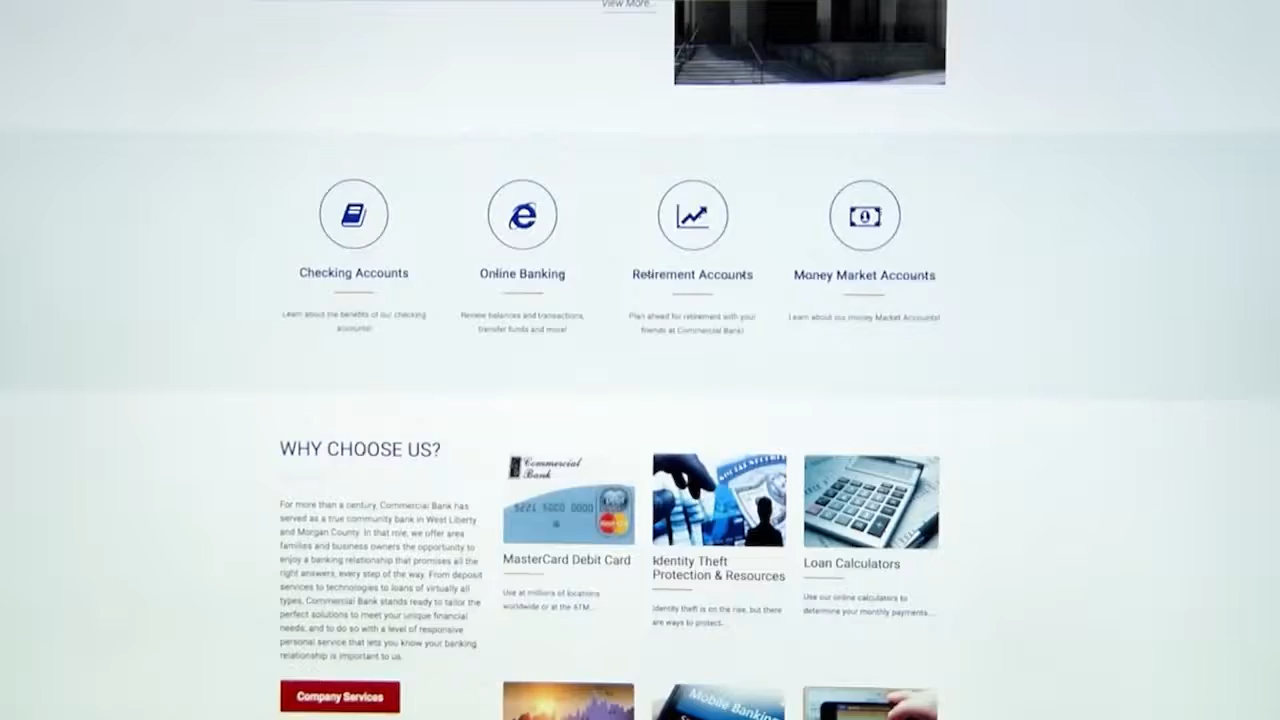 View More...
Checking Accounts
Learn about the benefits of our checking
accounts!
Online Banking
Review balances and transactions,
transfer funds and more!
Retirement Accounts
Plan ahead for retirement with your
friends at Commercial Bank!
Money Market Accounts
Learn about our money Market Accounts!
WHY CHOOSE US?
For more than a century, Commercial Bank has
served as a true community bank in West Liberty
and Morgan County. In that role, we offer area
families and business owners the opportunity to
enjoy a banking relationship that promises all the
right answers, every step of the way. From deposit
services to technologies to loans of virtually all
types, Commercial Bank stands ready to tailor the
perfect solutions to meet your unique financial
needs, and to do so with a level of responsive
personal service that lets you know your banking
relationship is important to us.
Company Services
Commercial
Bank
MasterCard Debit Card
Use at millions of locations
worldwide or at the ATM...
SOCIAL SECURITY
Identity Theft
Protection & Resources
Identity theft is on the rise, but there
are ways to protect...
Loan Calculators
Use our online calculators to
determine your monthly payments...
Mobile Banking